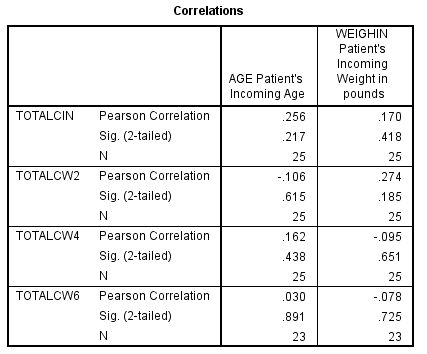 Correlations
AGE Patient's Incoming Age
WEIGHIN Patient's Incoming Weight in pounds
TOTALCIN Pearson Correlation .256 .170
Sig. (2-tailed) .217 .418
N 25 25
TOTALCW2 Pearson Correlation -.106 .274
Sig. (2-tailed) .615 .185
N 25 25
TOTALCW4 Pearson Correlation .162 -.095
Sig. (2-tailed) .438 .651
N 25 25
TOTALCW6 Pearson Correlation .030 -.078
Sig. (2-tailed) .891 .725
N 23 23